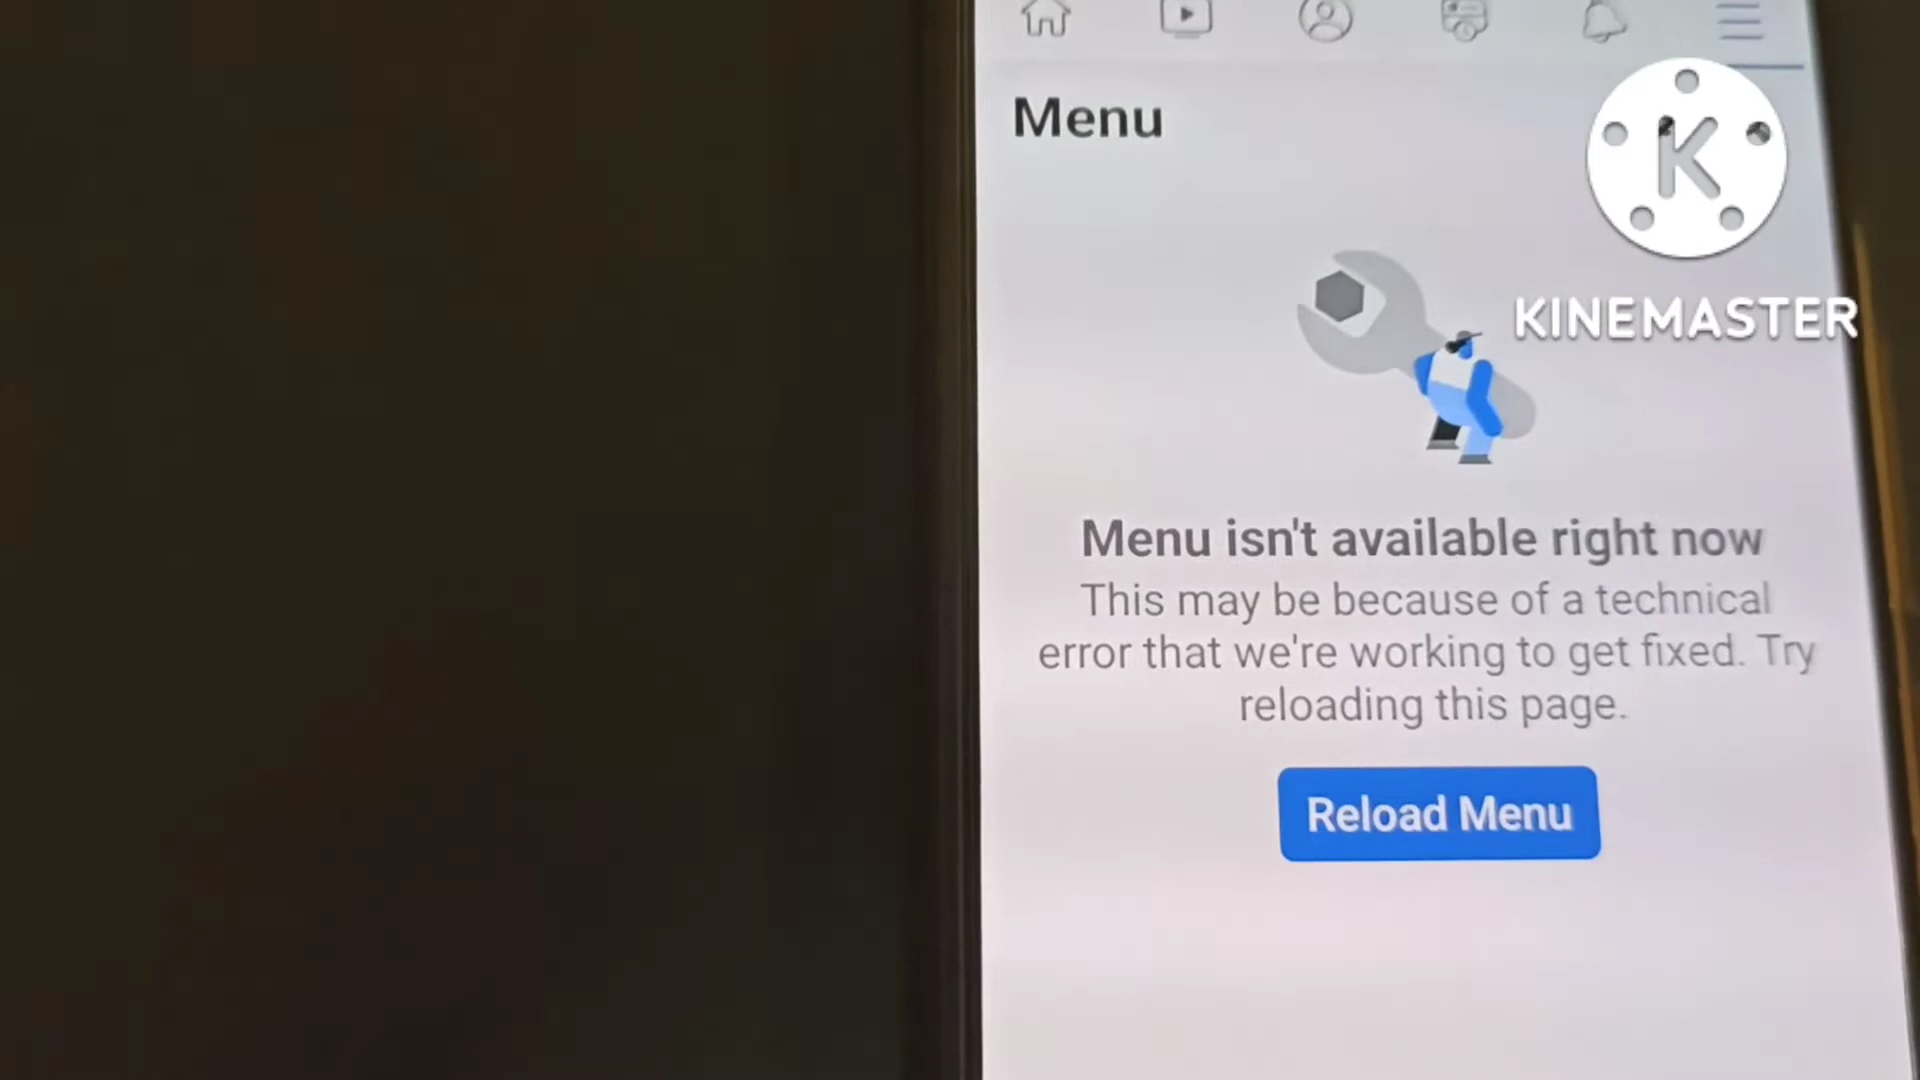 Menu
K
KINEMASTER
Menu isn't available right now
This may be because of a technical
error that we're working to get fixed. Try
reloading this page.
Reload Menu